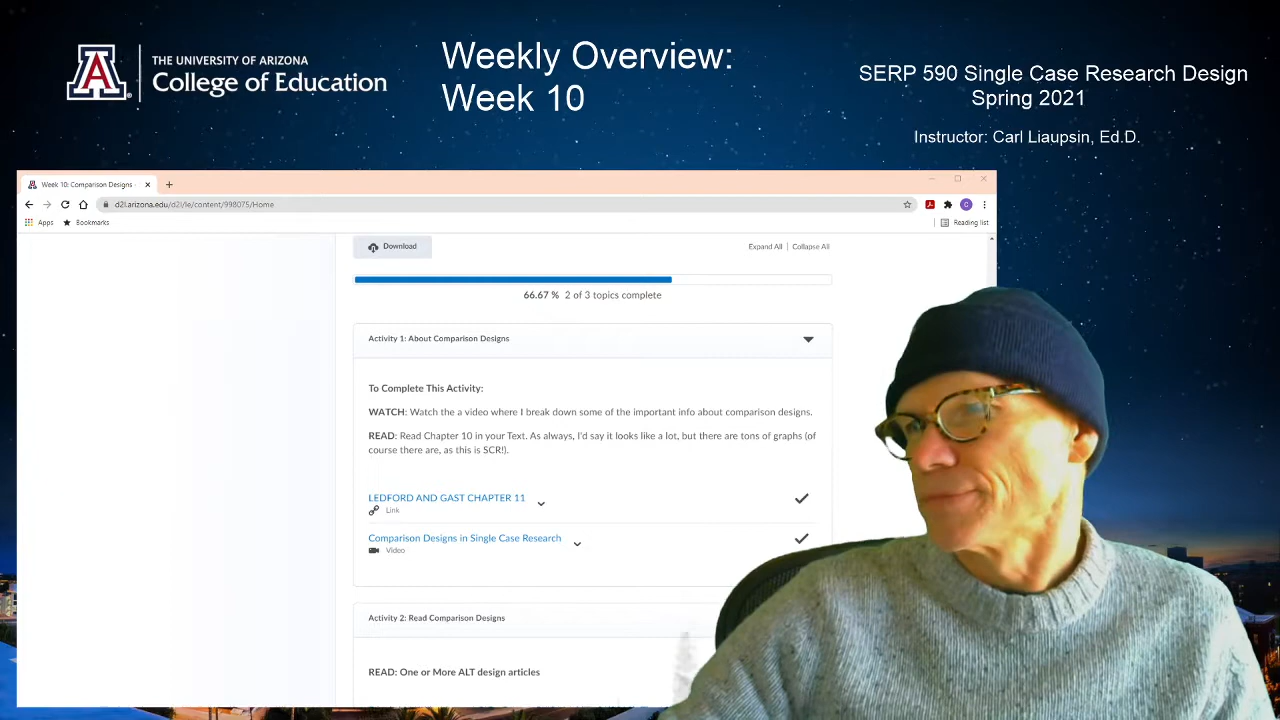 THE UNIVERSITY OF ARIZONA
College of Education
Weekly Overview:
Week 10
SERP 590 Single Case Research Design
Spring 2021
Instructor: Carl Liaupsin, Ed.D.
Week 10: Comparison Designs
d2l.arizona.edu/d2l/le/content/998075/Home
Apps
Bookmarks
Reading list
Download
Expand All | Collapse All
66.67 % 2 of 3 topics complete
Activity 1: About Comparison Designs
To Complete This Activity:
WATCH: Watch the a video where I break down some of the important info about comparison designs.
READ: Read Chapter 10 in your Text. As always, I'd say it looks like a lot, but there are tons of graphs (of
course there are, as this is SCR!).
LEDFORD AND GAST CHAPTER 11
Link
Comparison Designs in Single Case Research
Video
Activity 2: Read Comparison Designs
READ: One or More ALT design articles